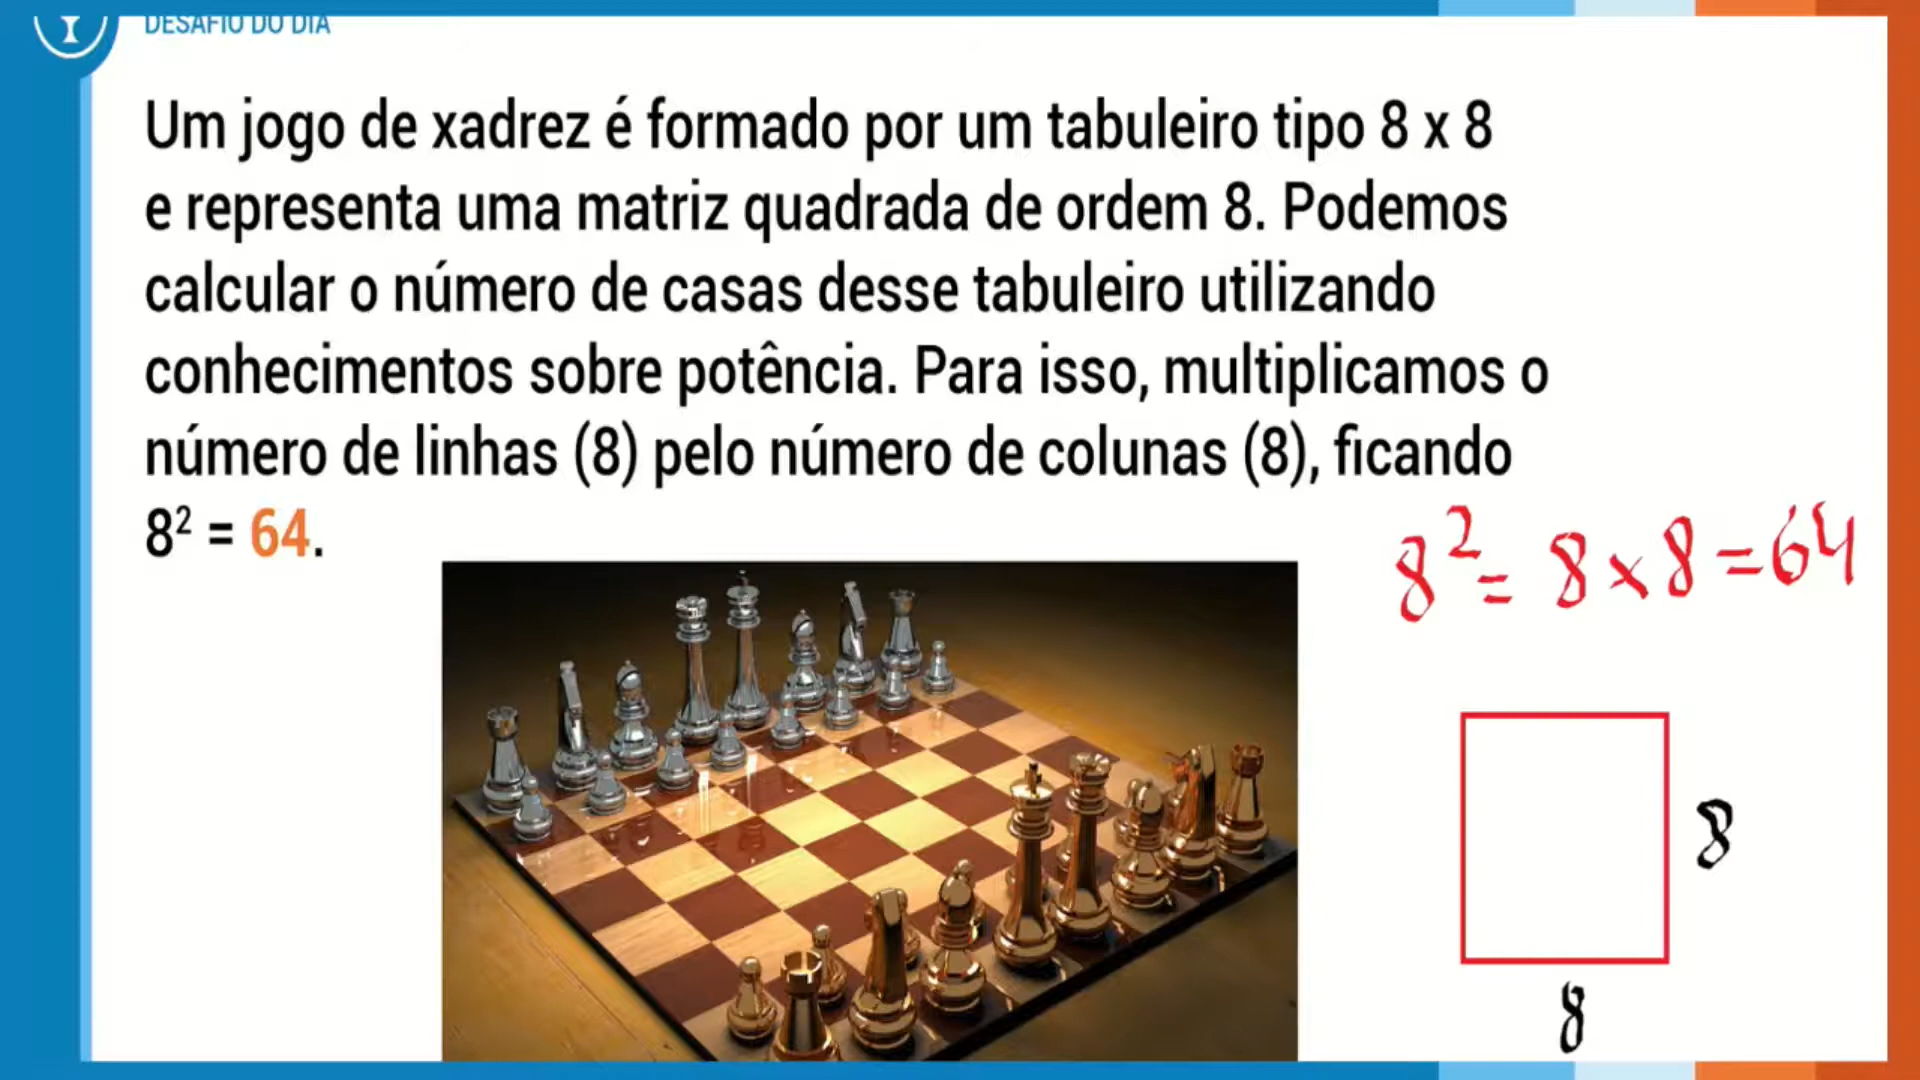 DESAFIO DO DIA
Um jogo de xadrez é formado por um tabuleiro tipo 8 x 8
e representa uma matriz quadrada de ordem 8. Podemos
calcular o número de casas desse tabuleiro utilizando
conhecimentos sobre potência. Para isso, multiplicamos o
número de linhas (8) pelo número de colunas (8), ficando
8² = 64.
8² = 8 x 8 = 64
8
8